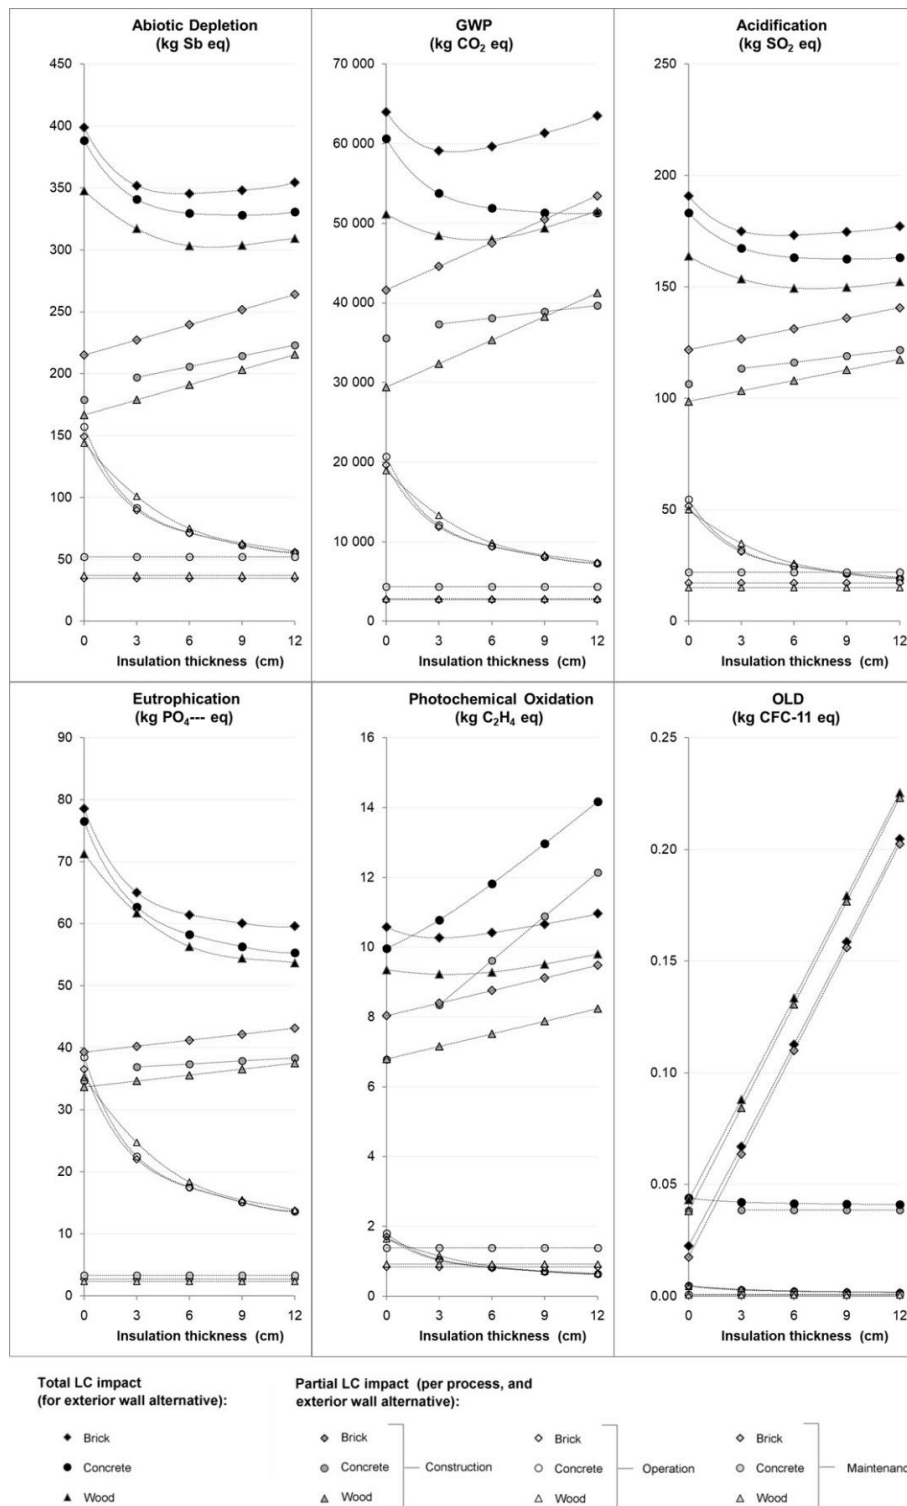 Abiotic Depletion
(kg Sb eq)
450
400
350
300
250
200
150
100
50
0
0 3 6 9 12
Insulation thickness (cm)
GWP
(kg CO2 eq)
70 000
60 000
50 000
40 000
30 000
20 000
10 000
0
0 3 6 9 12
Insulation thickness (cm)
Acidification
(kg SO2 eq)
250
200
150
100
50
0
0 3 6 9 12
Insulation thickness (cm)
Eutrophication
(kg PO4--- eq)
90
80
70
60
50
40
30
20
10
0
0 3 6 9 12
Insulation thickness (cm)
Photochemical Oxidation
(kg C2H4 eq)
16
14
12
10
8
6
4
2
0
0 3 6 9 12
Insulation thickness (cm)
OLD
(kg CFC-11 eq)
0.25
0.20
0.15
0.10
0.05
0.00
0 3 6 9 12
Insulation thickness (cm)
Total LC impact
(for exterior wall alternative):
Brick
Concrete
Wood
Partial LC impact (per process, and
exterior wall alternative):
Brick
Concrete
Wood
Construction
Brick
Concrete
Wood
Operation
Brick
Concrete
Wood
Maintenanc